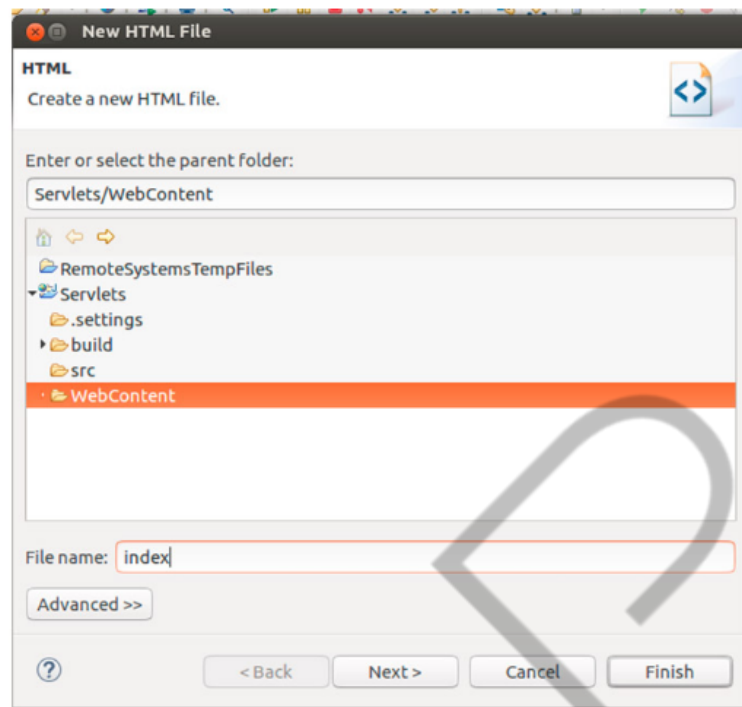 New HTML File
HTML
Create a new HTML file.
Enter or select the parent folder:
Servlets/WebContent
RemoteSystemsTempFiles
Servlets
.settings
build
src
WebContent
File name: index
Advanced >>
< Back Next > Cancel Finish